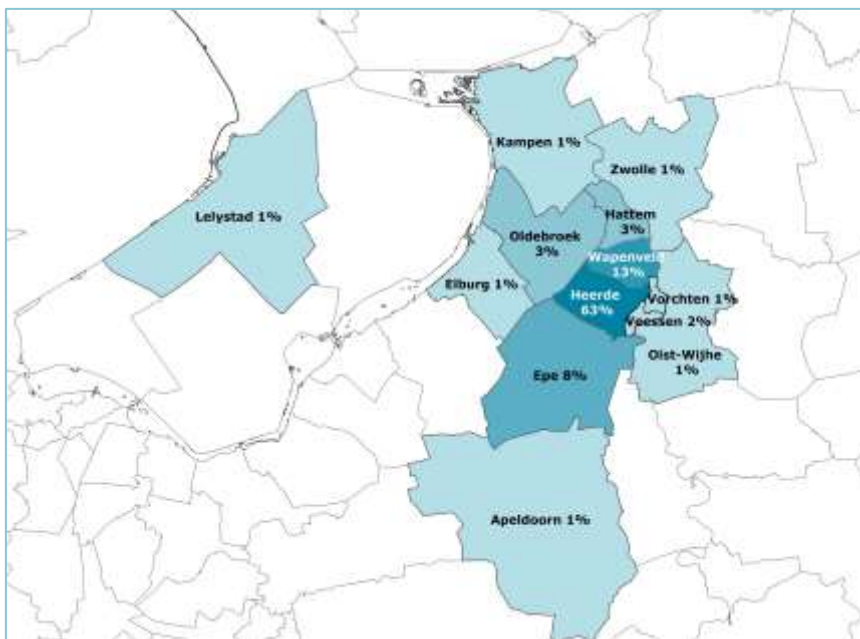 Kampen 1%
Zwolle 1%
Lelystad 1%
Hattem
3%
Oldebroek
3%
Wapenveld
13%
Elburg 1%
Heerde
63%
Vorchten 1%
Veessen 2%
Olst-Wijhe
1%
Epe 8%
Apeldoorn 1%